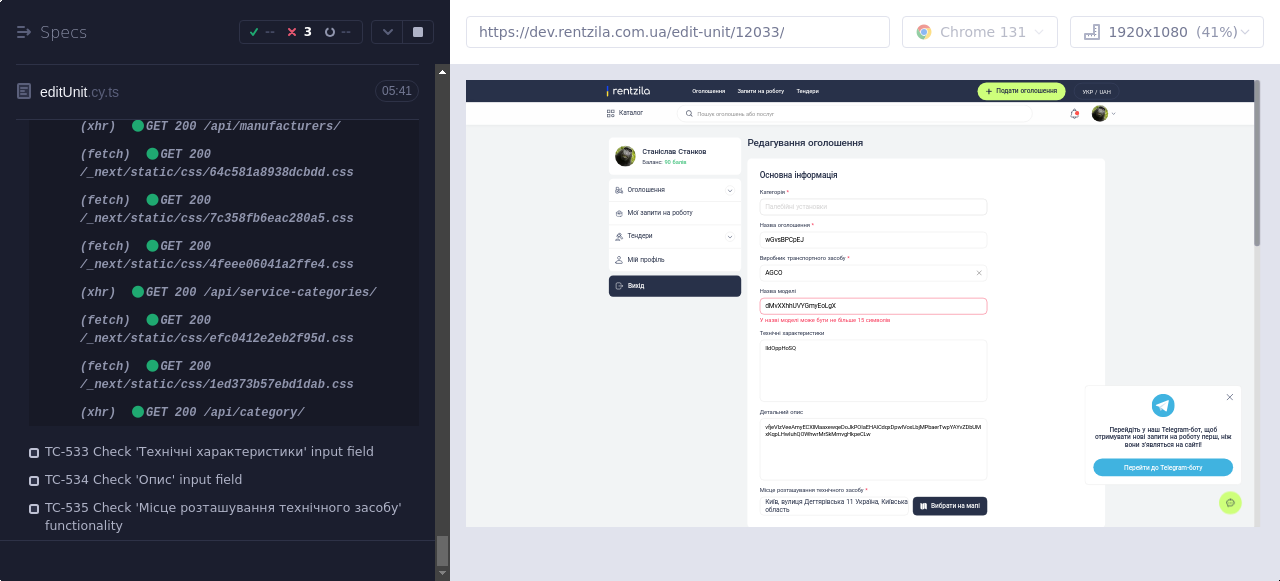 Specs
-- 3 --
editUnit.cy.ts
05:41
(xhr) GET 200 /api/manufacturers/
(fetch) GET 200
/_next/static/css/64c581a8938dcbdd.css
(fetch) GET 200
/_next/static/css/7c358fb6eac280a5.css
(fetch) GET 200
/_next/static/css/4feee06041a2ffe4.css
(xhr) GET 200 /api/service-categories/
(fetch) GET 200
/_next/static/css/efc0412e2eb2f95d.css
(fetch) GET 200
/_next/static/css/1ed373b57ebd1dab.css
(xhr) GET 200 /api/category/
TC-533 Check 'Технічні характеристики' input field
TC-534 Check 'Опис' input field
TC-535 Check 'Місце розташування технічного засобу'
functionality
https://dev.rentzila.com.ua/edit-unit/12033/
Chrome 131
1920x1080 (41%)
rentzila
Оголошення Запити на роботу Тендери
+ Подати оголошення
УКР / UAH
Каталог
Пошук оголошень або послуг
Станіслав Станков
Баланс: 90 балів
Оголошення
Мої запити на роботу
Тендери
Мій профіль
Вихід
Редагування оголошення
Основна інформація
Категорія *
Палебійні установки
Назва оголошення *
wGvsBPCpEJ
Виробник транспортного засобу *
AGCO
Назва моделі
dMvXXhhUVYGmyEoLgX
У назві моделі може бути не більше 15 символів
Технічні характеристики
Детальний опис
Місце розташування технічного засобу *
Київ, вулиця Дегтярівська 11 Україна, Київська
область
Вибрати на мапі
Перейдіть у наш Telegram-бот, щоб
отримувати нові запити на роботу перш, ніж
вони з'являться на сайті!
Перейти до Telegram-боту